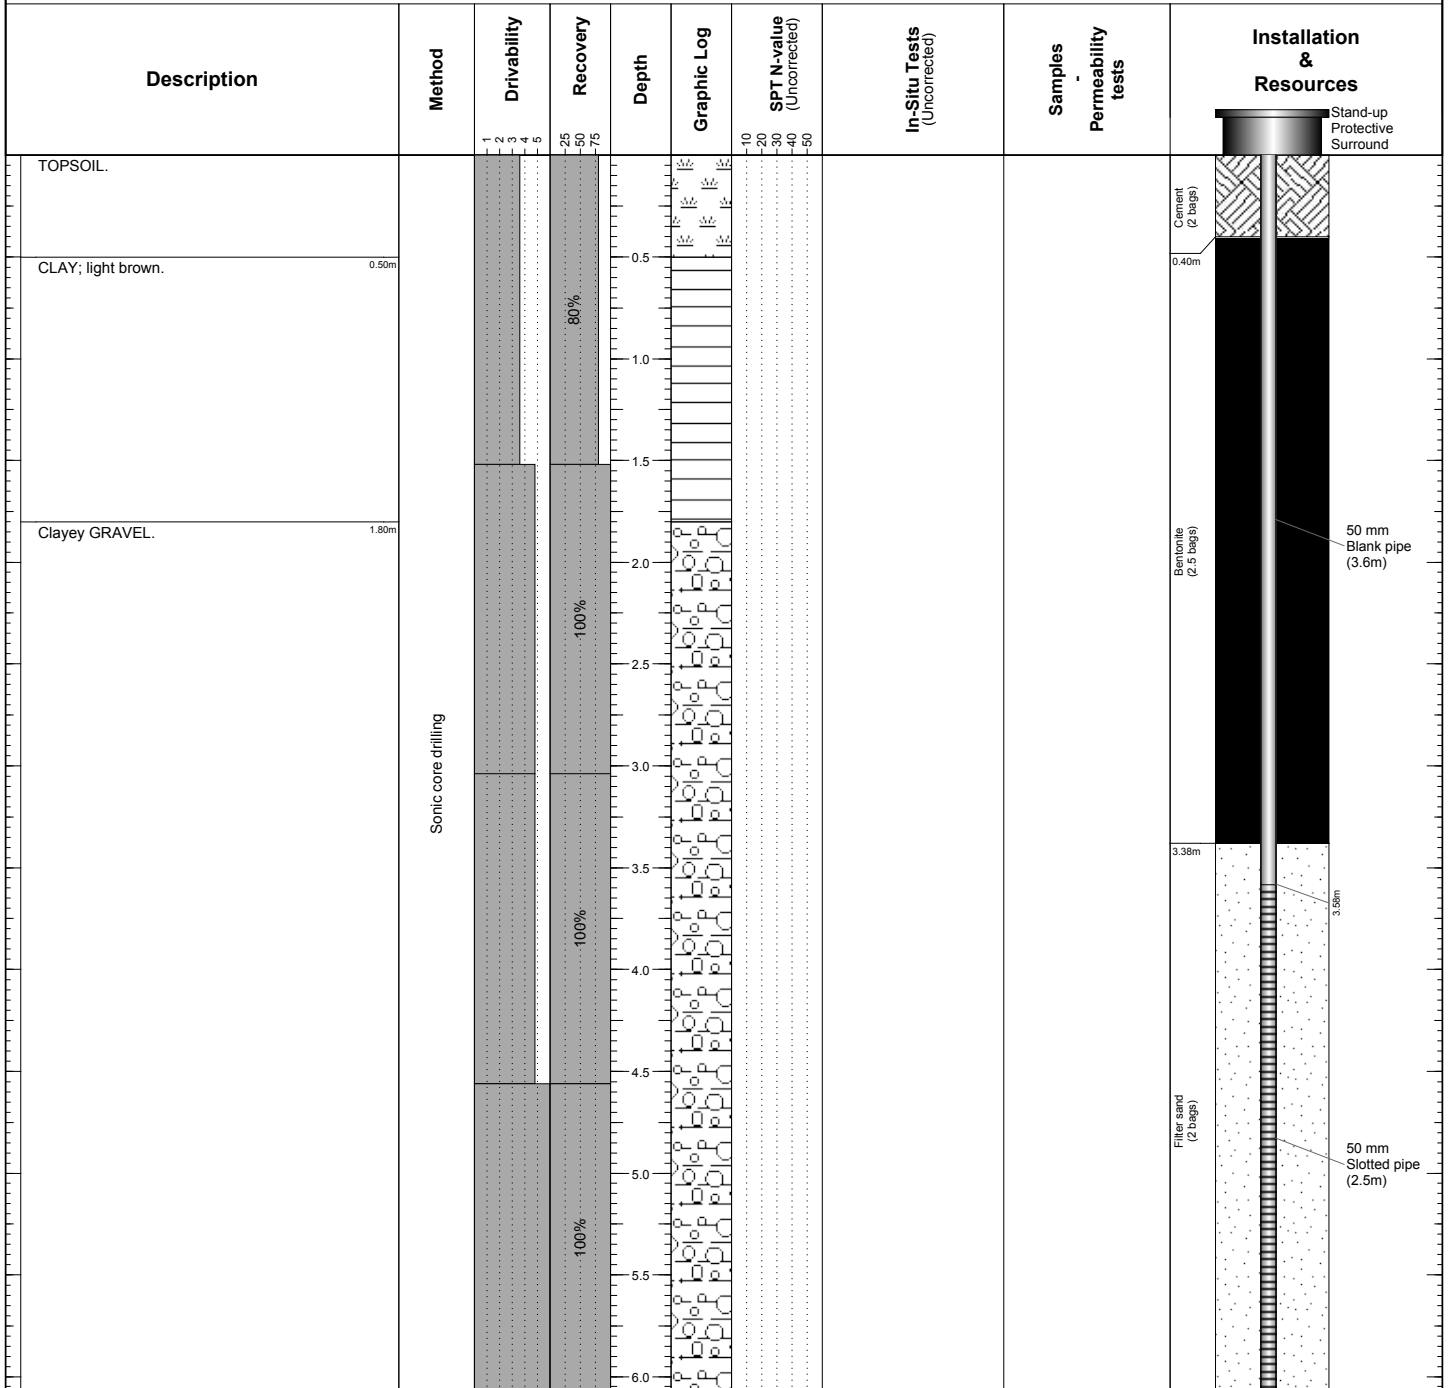 Description
Method
Drivability
1 2 3 4 5
Recovery
25 50 75
Depth
Graphic Log
SPT N-value
(Uncorrected)
10 20 30 40 50
In-Situ Tests
(Uncorrected)
Samples
-
Permeability
tests
Installation
&
Resources
Stand-up
Protective
Surround
TOPSOIL.
0.50m
CLAY; light brown.
1.80m
Clayey GRAVEL.
Sonic core drilling
80%
100%
100%
100%
0.5
1.0
1.5
2.0
2.5
3.0
3.5
4.0
4.5
5.0
5.5
6.0
Cement
(2 bags)
0.40m
Bentonite
(2.5 bags)
3.38m
Filter sand
(2 bags)
50 mm
Blank pipe
(3.6m)
3.58m
50 mm
Slotted pipe
(2.5m)